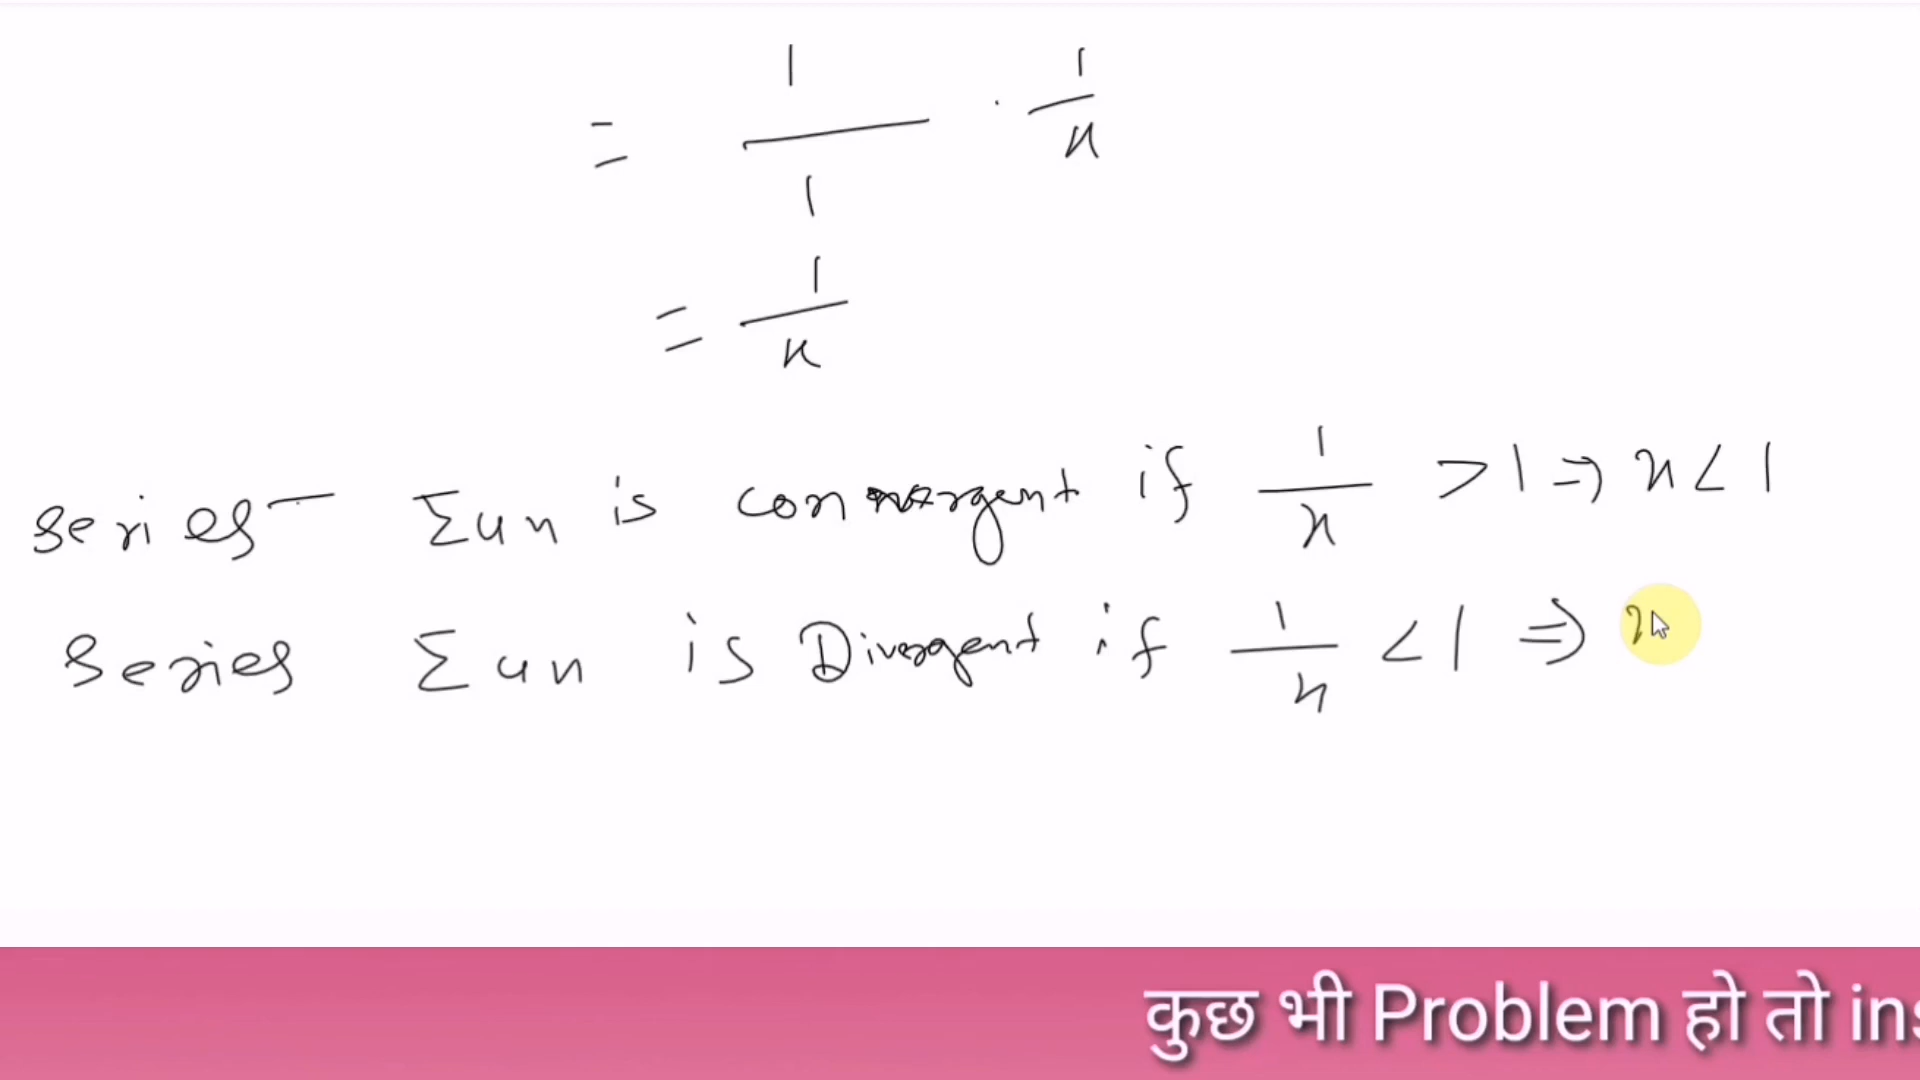 = 1/1 · 1/x
= 1/x
series Σun is convergent if 1/x > 1 ⇒ x < 1
Series Σun is Divergent if 1/x < 1 ⇒ x
कुछ भी Problem हो तो ins